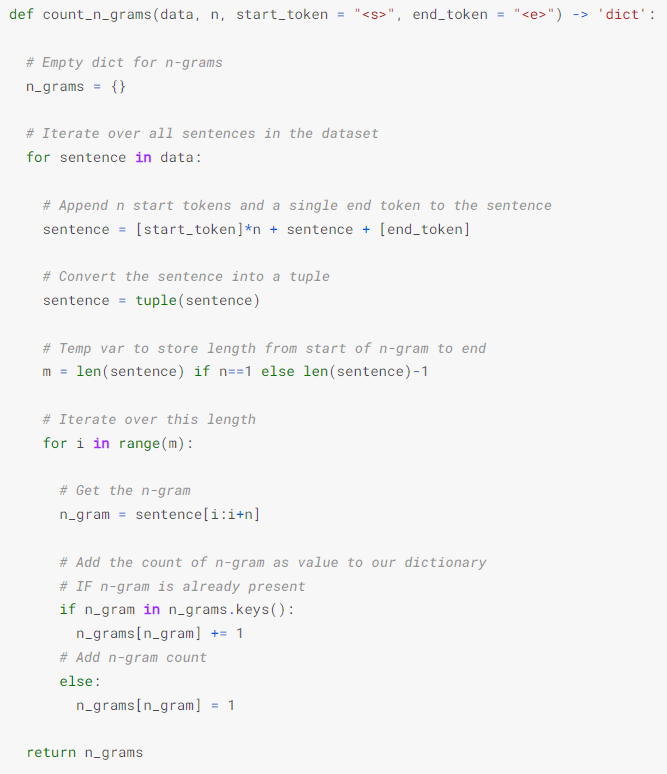 def count_n_grams(data, n, start_token = "<s>", end_token = "<e>") -> 'dict':
# Empty dict for n-grams
n_grams = {}
# Iterate over all sentences in the dataset
for sentence in data:
# Append n start tokens and a single end token to the sentence
sentence = [start_token]*n + sentence + [end_token]
# Convert the sentence into a tuple
sentence = tuple(sentence)
# Temp var to store length from start of n-gram to end
m = len(sentence) if n==1 else len(sentence)-1
# Iterate over this length
for i in range(m):
# Get the n-gram
n_gram = sentence[i:i+n]
# Add the count of n-gram as value to our dictionary
# IF n-gram is already present
if n_gram in n_grams.keys():
n_grams[n_gram] += 1
# Add n-gram count
else:
n_grams[n_gram] = 1
return n_grams